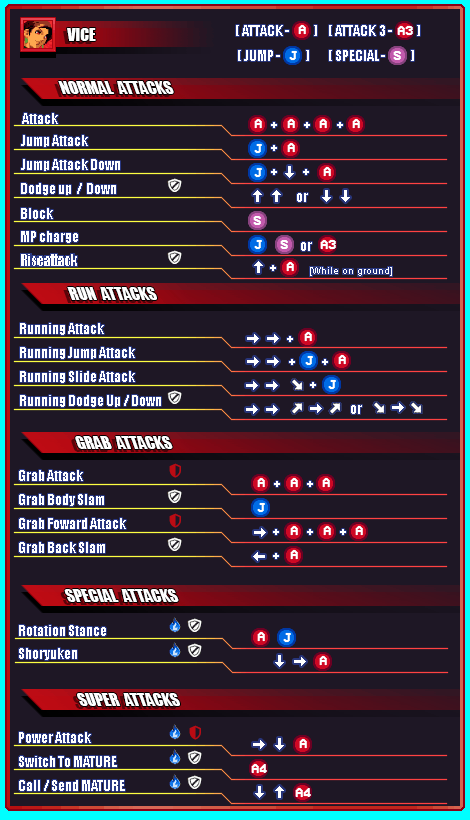 VICE
[ ATTACK - A ] [ ATTACK 3 - A3 ]
[ JUMP - J ] [ SPECIAL - S ]
NORMAL ATTACKS
Attack A + A + A + A
Jump Attack J + A
Jump Attack Down J + ↓ + A
Dodge up / Down ↑ ↑ or ↓ ↓
Block S
MP charge J S or A3
Riseattack ↑ + A [While on ground]
RUN ATTACKS
Running Attack → → + A
Running Jump Attack → → + J + A
Running Slide Attack → → ↘ + J
Running Dodge Up / Down → → ↗ → ↗ or ↘ → ↘
GRAB ATTACKS
Grab Attack A + A + A
Grab Body Slam J
Grab Foward Attack → + A + A + A
Grab Back Slam ← + A
SPECIAL ATTACKS
Rotation Stance A J
Shoryuken ↓ → A
SUPER ATTACKS
Power Attack → ↓ A
Switch To MATURE A4
Call / Send MATURE ↓ ↑ A4